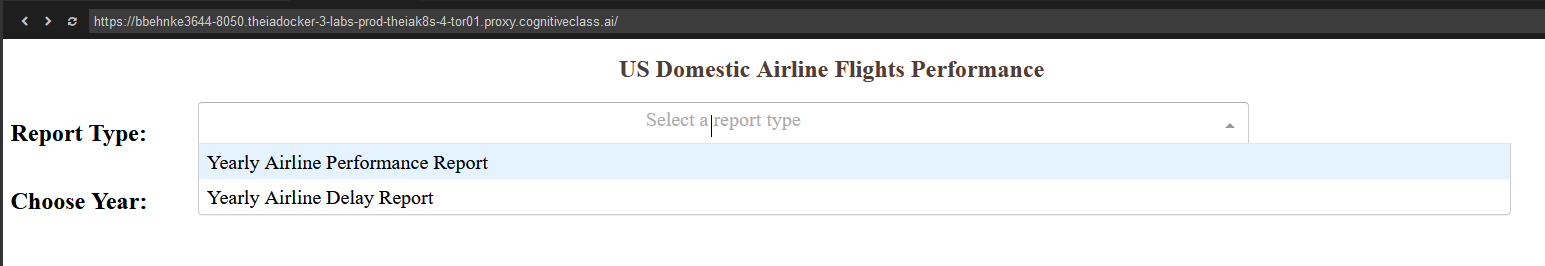 https://bbehnke3644-8050.theiadocker-3-labs-prod-theiak8s-4-tor01.proxy.cognitiveclass.ai/
US Domestic Airline Flights Performance
Report Type:
Select a report type
Yearly Airline Performance Report
Yearly Airline Delay Report
Choose Year: